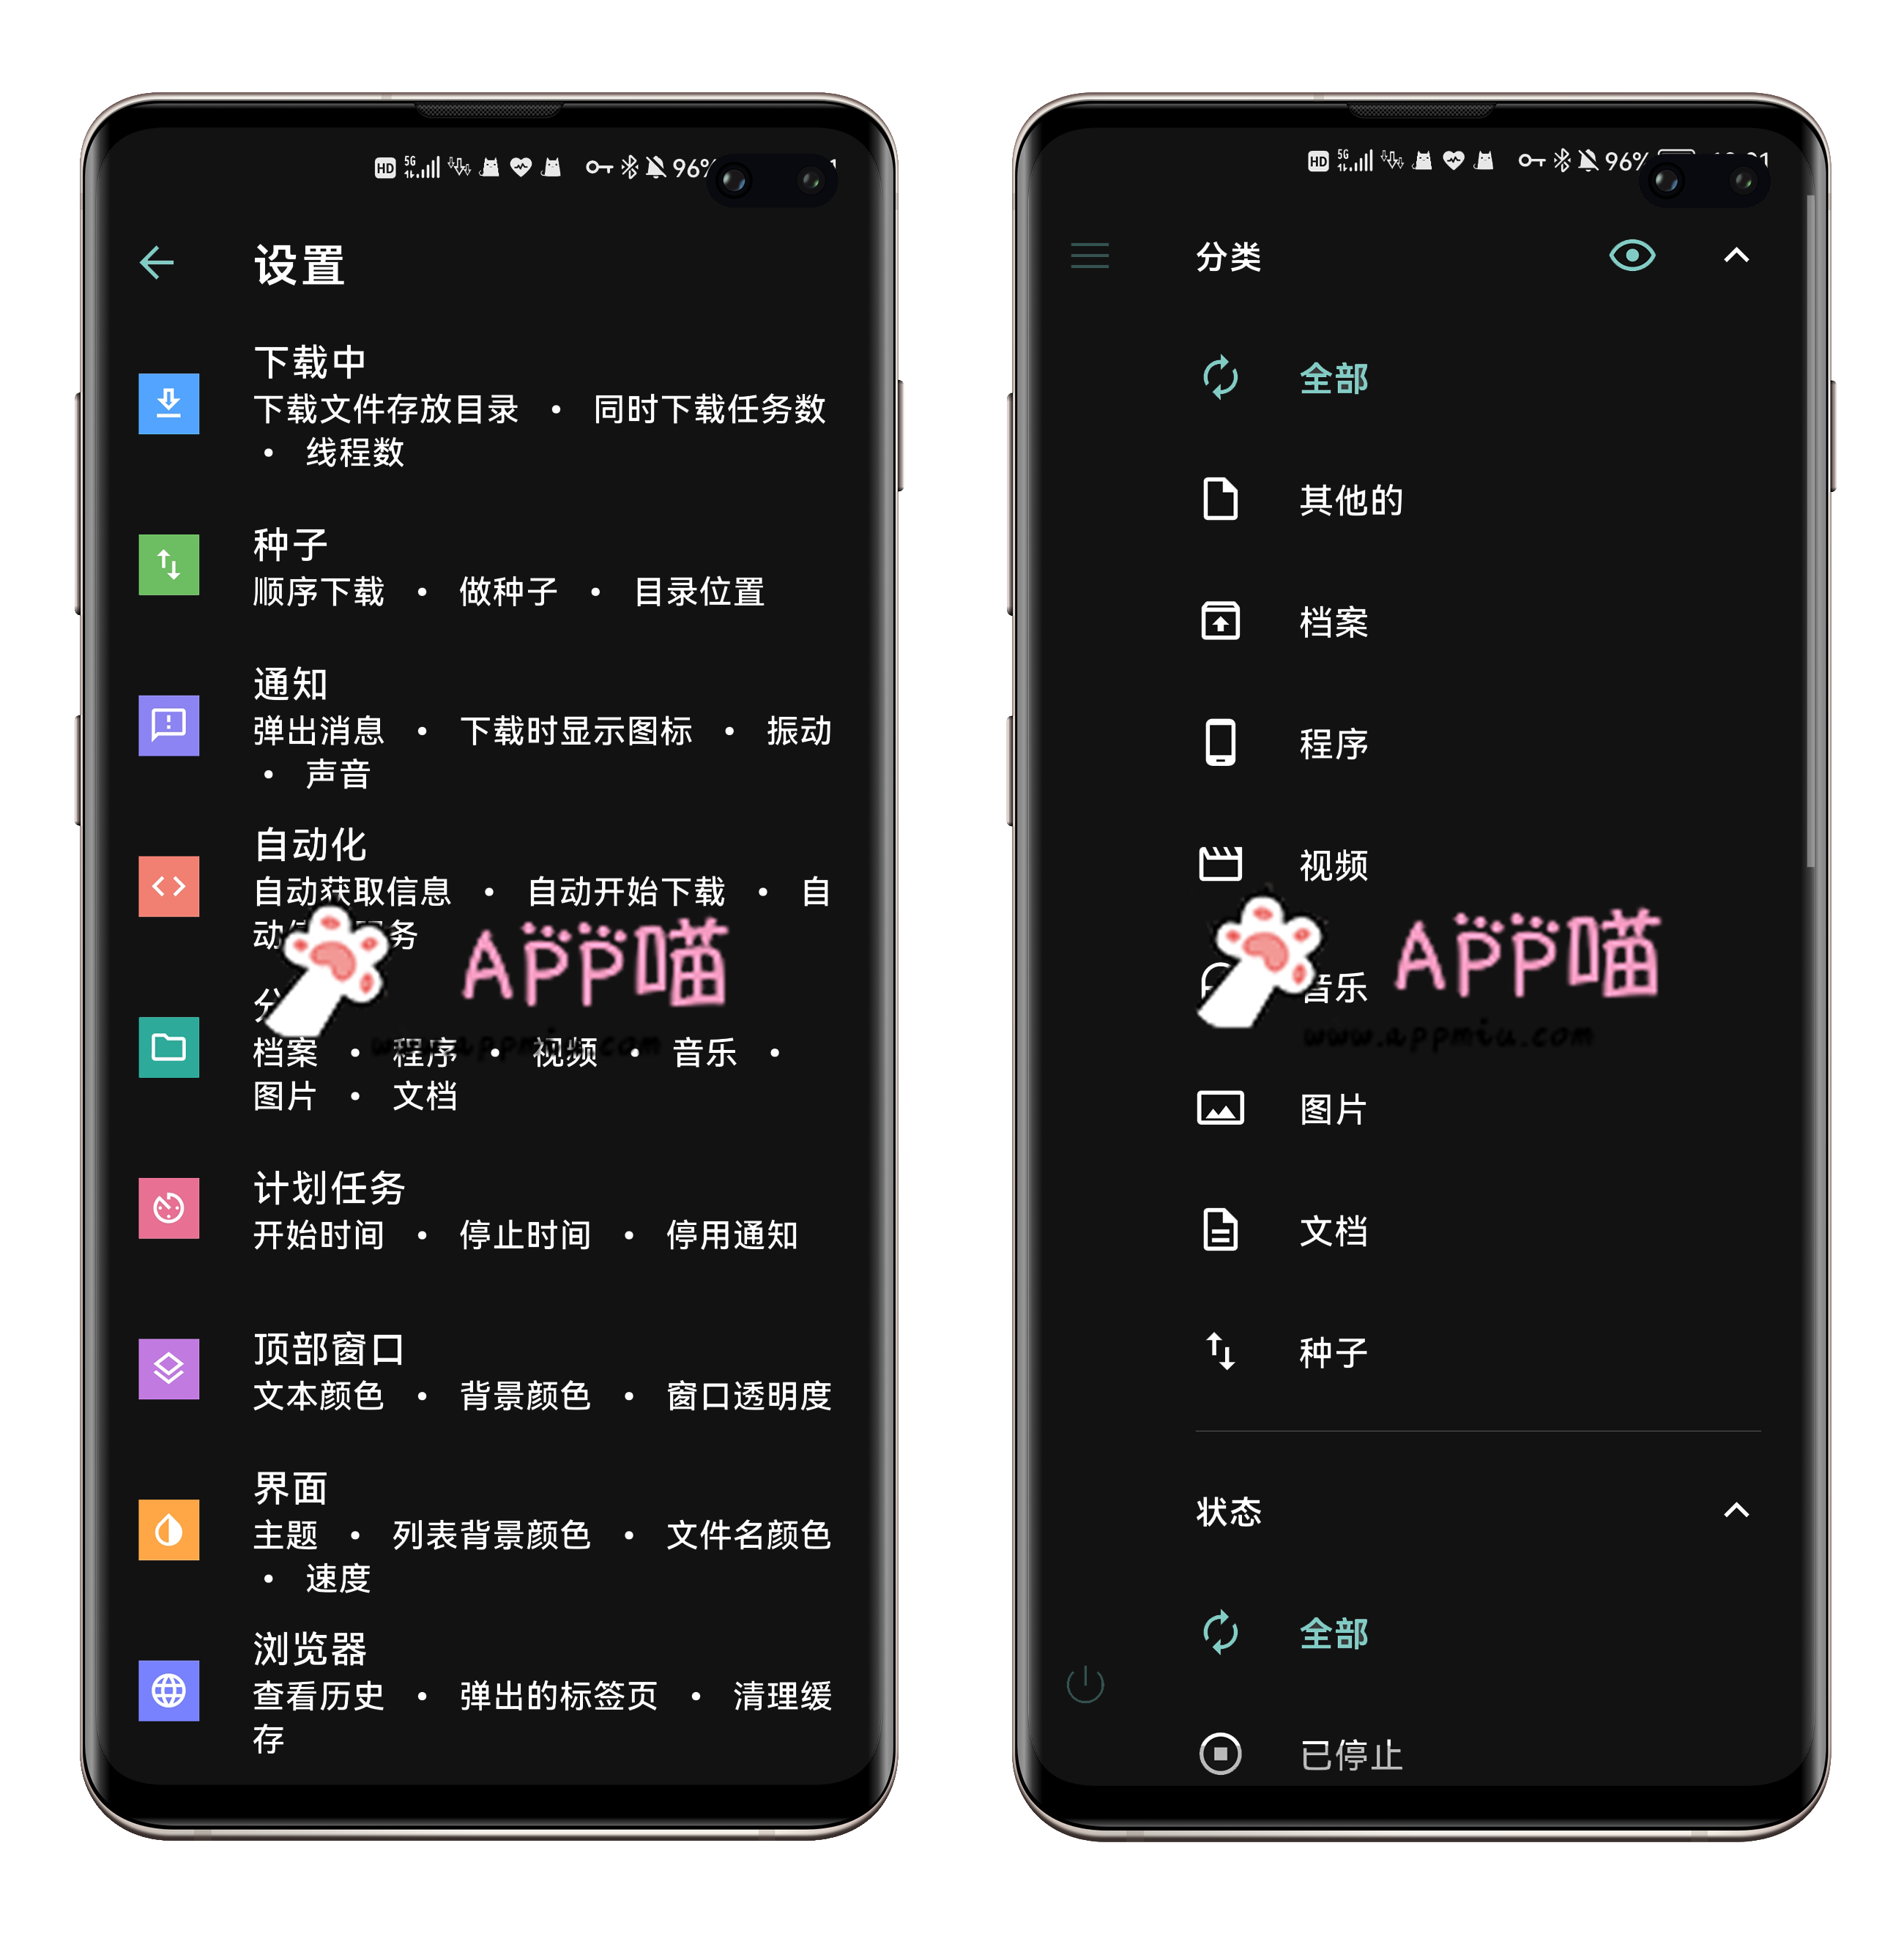 HD 5G 96%
设置
下载中
下载文件存放目录 • 同时下载任务数
• 线程数
种子
顺序下载 • 做种子 • 目录位置
通知
弹出消息 • 下载时显示图标 • 振动
• 声音
自动化
自动获取信息 • 自动开始下载 • 自
动 务
APP喵
www.appmiu.com
档案 • 程序 • 视频 • 音乐 •
图片 • 文档
计划任务
开始时间 • 停止时间 • 停用通知
顶部窗口
文本颜色 • 背景颜色 • 窗口透明度
界面
主题 • 列表背景颜色 • 文件名颜色
• 速度
浏览器
查看历史 • 弹出的标签页 • 清理缓
存
HD 5G 96%
分类
全部
其他的
档案
程序
视频
音乐
APP喵
www.appmiu.com
图片
文档
种子
状态
全部
已停止